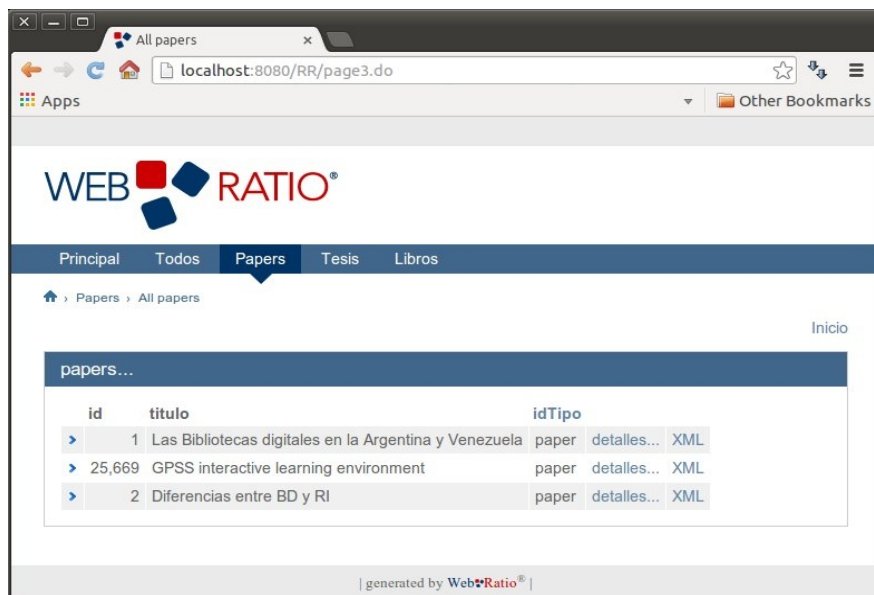 All papers
localhost:8080/RR/page3.do
Apps
Other Bookmarks
WEB RATIO®
Principal Todos Papers Tesis Libros
› Papers › All papers
Inicio
papers...
id titulo idTipo
1 Las Bibliotecas digitales en la Argentina y Venezuela paper detalles... XML
25,669 GPSS interactive learning environment paper detalles... XML
2 Diferencias entre BD y RI paper detalles... XML
| generated by WebRatio® |